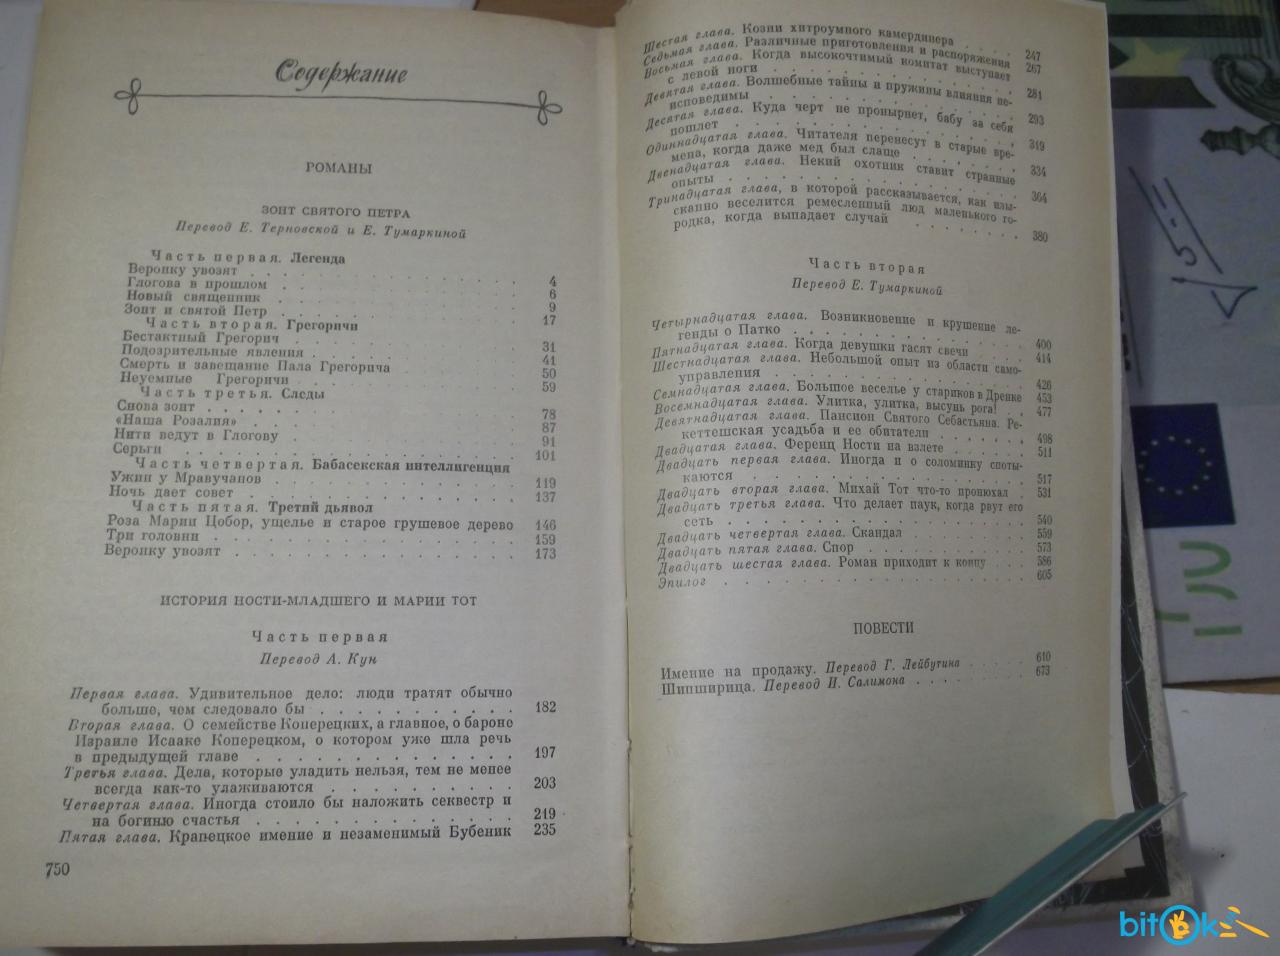 Содержание
РОМАНЫ
ЗОНТ СВЯТОГО ПЕТРА
Перевод Е. Терновской и Е. Тумаркиной
Часть первая. Легенда
Веронку увозят . . . 4
Глогова в прошлом . . . 6
Новый священник . . . 9
Зонт и святой Петр . . . 17
Часть вторая. Грегоричи
Бестактный Грегорич . . . 31
Подозрительные явления . . . 41
Смерть и завещание Пала Грегорича . . . 50
Неуемные Грегоричи . . . 59
Часть третья. Следы
Снова зонт . . . 78
«Наша Розалия» . . . 87
Нити ведут в Глогову . . . 91
Серьги . . . 101
Часть четвертая. Бабасекская интеллигенция
Ужин у Мравучанов . . . 119
Ночь дает совет . . . 137
Часть пятая. Третий дьявол
Роза Марии Цобор, ущелье и старое грушевое дерево 146
Три головни . . . 159
Веронку увозят . . . 173
ИСТОРИЯ НОСТИ-МЛАДШЕГО И МАРИИ ТОТ
Часть первая
Перевод А. Кун
Первая глава. Удивительное дело: люди тратят обычно
больше, чем следовало бы . . . 182
Вторая глава. О семействе Коперецких, а главное, о бароне
Израиле Исааке Коперецком, о котором уже шла речь
в предыдущей главе . . . 197
Третья глава. Дела, которые уладить нельзя, тем не менее
всегда как-то улаживаются . . . 203
Четвертая глава. Иногда стоило бы наложить секвестр и
на богиню счастья . . . 219
Пятая глава. Крапецкое имение и незаменимый Бубеник 235
750
Шестая глава. Козни хитроумного камердинера . . . 247
Седьмая глава. Различные приготовления и распоряжения 267
Восьмая глава. Когда высокочтимый комитат выступает
с левой ноги . . . 281
Девятая глава. Волшебные тайны и пружины влияния не-
исповедимы . . . 293
Десятая глава. Куда черт не пронырнет, бабу за себя
пошлет . . . 319
Одиннадцатая глава. Читателя перенесут в старые вре-
мена, когда даже мед был слаще . . . 334
Двенадцатая глава. Некий охотник ставит странные
опыты . . . 364
Тринадцатая глава, в которой рассказывается, как изы-
сканно веселится ремесленный люд маленького го-
родка, когда выпадает случай . . . 380
Часть вторая
Перевод Е. Тумаркиной
Четырнадцатая глава. Возникновение и крушение ле-
генды о Патко . . . 400
Пятнадцатая глава. Когда девушки гасят свечи . . . 414
Шестнадцатая глава. Небольшой опыт из области само-
управления . . . 426
Семнадцатая глава. Большое веселье у стариков в Дренке 453
Восемнадцатая глава. Улитка, улитка, высунь рога! . . 477
Девятнадцатая глава. Пансион Святого Себастьяна. Ре-
кеттешская усадьба и ее обитатели . . . 498
Двадцатая глава. Ференц Ности на взлете . . . 511
Двадцать первая глава. Иногда и о соломинку споты-
каются . . . 517
Двадцать вторая глава. Михай Тот что-то пронюхал . 531
Двадцать третья глава. Что делает паук, когда рвут его
сеть . . . 540
Двадцать четвертая глава. Скандал . . . 559
Двадцать пятая глава. Спор . . . 573
Двадцать шестая глава. Роман приходит к концу . . . 586
Эпилог . . . 605
ПОВЕСТИ
Имение на продажу. Перевод Г. Лейбутина . . . 610
Шипширица. Перевод И. Салимона . . . 673
bitOk